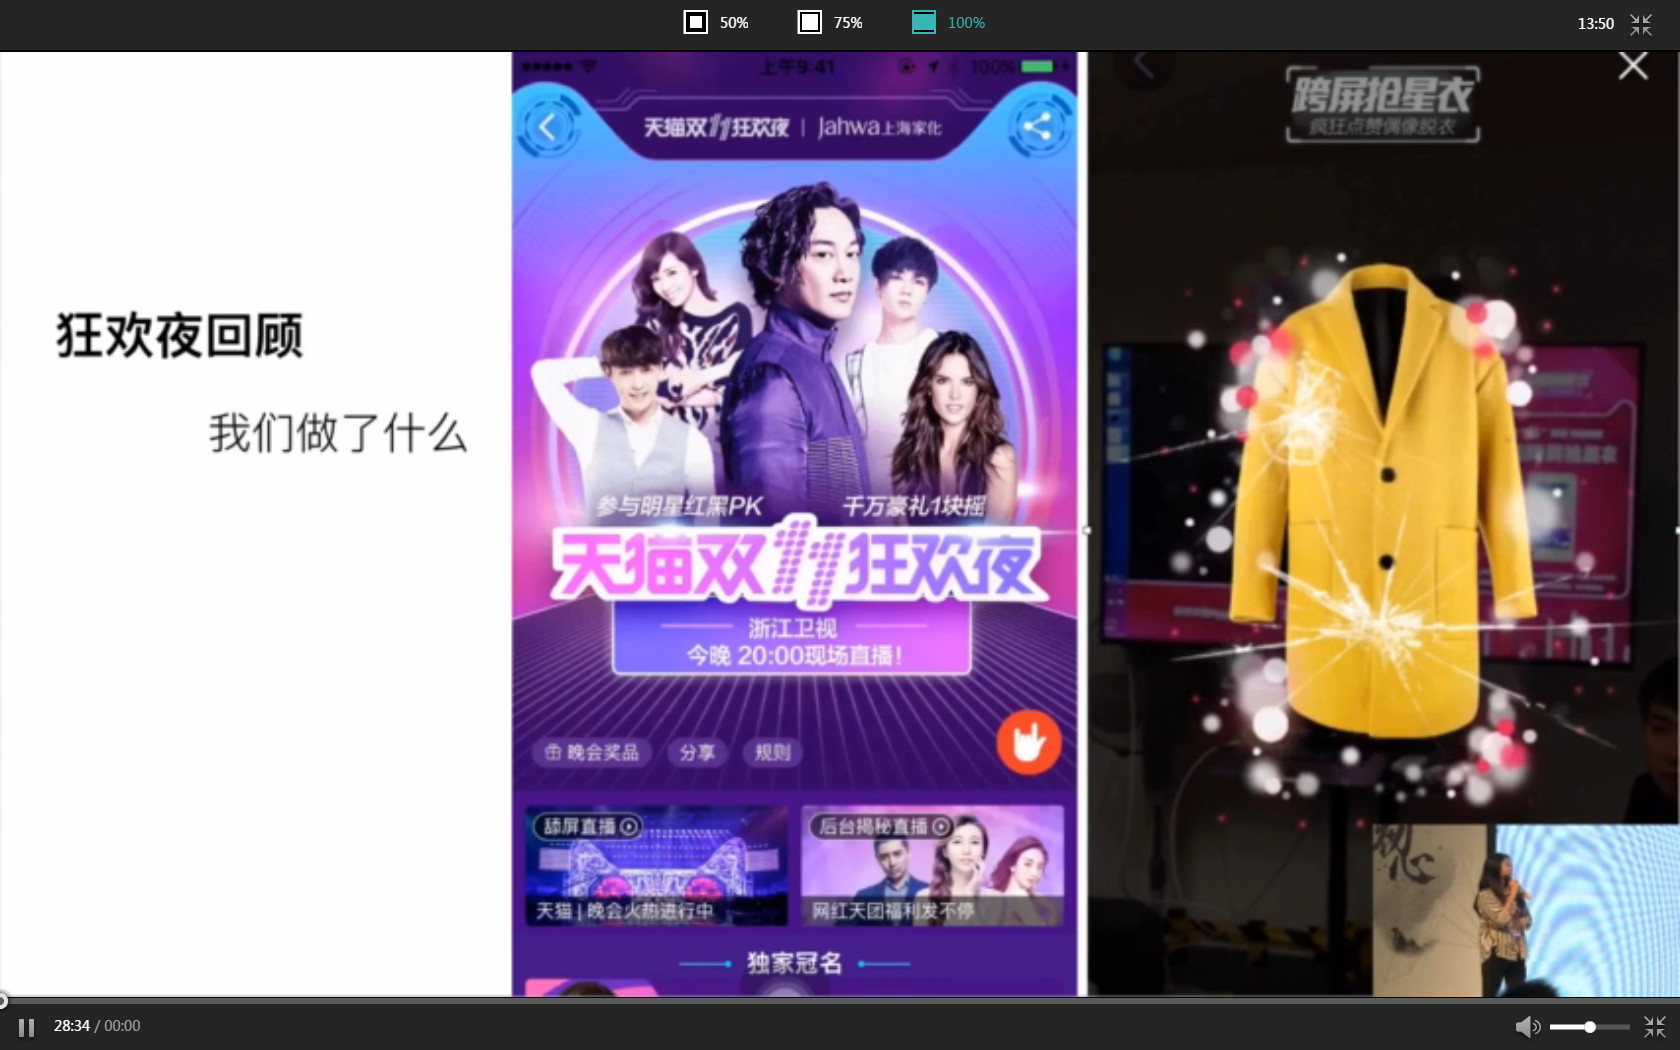 50%
75%
100%
13:50
狂欢夜回顾
我们做了什么
上午9:41
100%
天猫双11狂欢夜 | Jahwa上海家化
参与明星红黑PK
千万豪礼1块摇
天猫双11狂欢夜
浙江卫视
今晚 20:00现场直播!
晚会奖品
分享
规则
舔屏直播
天猫 | 晚会火热进行中
后台揭秘直播
网红天团福利发不停
独家冠名
跨屏抢星衣
疯狂点赞偶像脱衣
初心
28:34 / 00:00